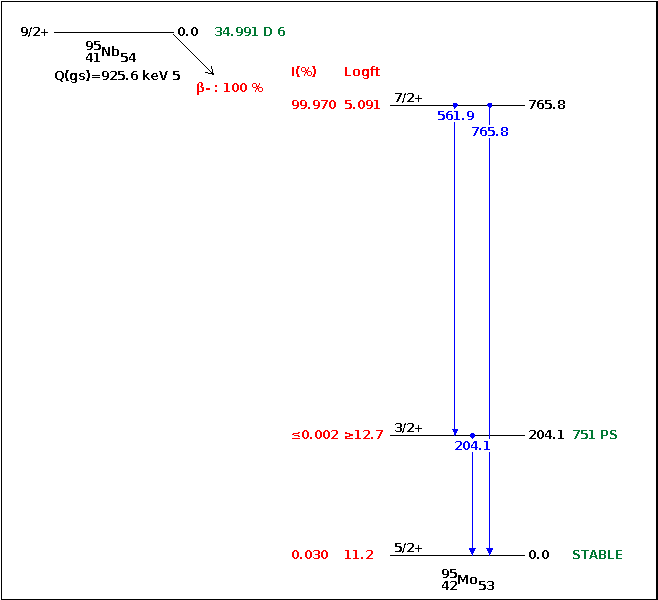 9/2+ 0.0 34.991 D 6
95
41Nb54
Q(gs)=925.6 keV 5
β- : 100 %
I(%) Logft
99.970 5.091 7/2+ 765.8
561.9
765.8
≤0.002 ≥12.7 3/2+ 204.1 751 PS
204.1
0.030 11.2 5/2+ 0.0 STABLE
95
42Mo53